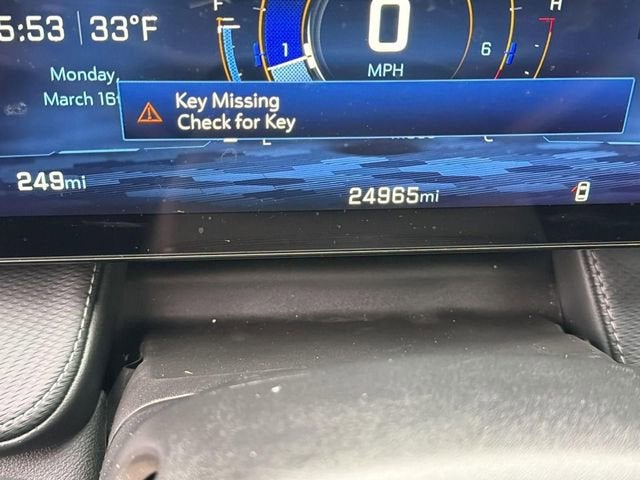 5:53 33°F
F
H
0
1
6
MPH
Monday,
March 16
Key Missing
Check for Key
249mi
24965mi